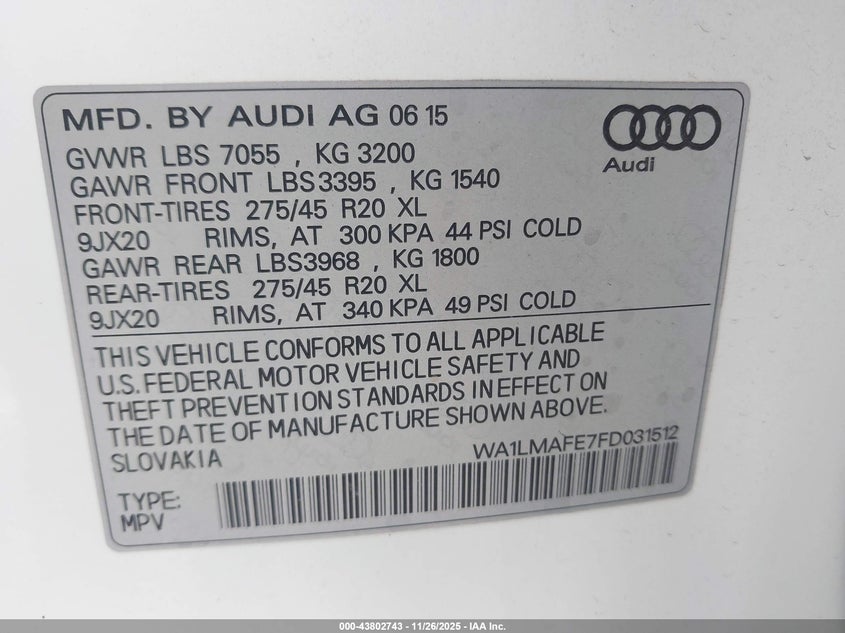 MFD. BY AUDI AG 06 15
Audi
GVWR LBS 7055 , KG 3200
GAWR FRONT LBS3395 , KG 1540
FRONT-TIRES 275/45 R20 XL
9JX20 RIMS, AT 300 KPA 44 PSI COLD
GAWR REAR LBS3968 , KG 1800
REAR-TIRES 275/45 R20 XL
9JX20 RIMS, AT 340 KPA 49 PSI COLD
THIS VEHICLE CONFORMS TO ALL APPLICABLE
U.S. FEDERAL MOTOR VEHICLE SAFETY AND
THEFT PREVENTION STANDARDS IN EFFECT ON
THE DATE OF MANUFACTURE SHOWN ABOVE.
SLOVAKIA
WA1LMAFE7FD031512
TYPE:
MPV
000-43802743 - 11/26/2025 - IAA Inc.